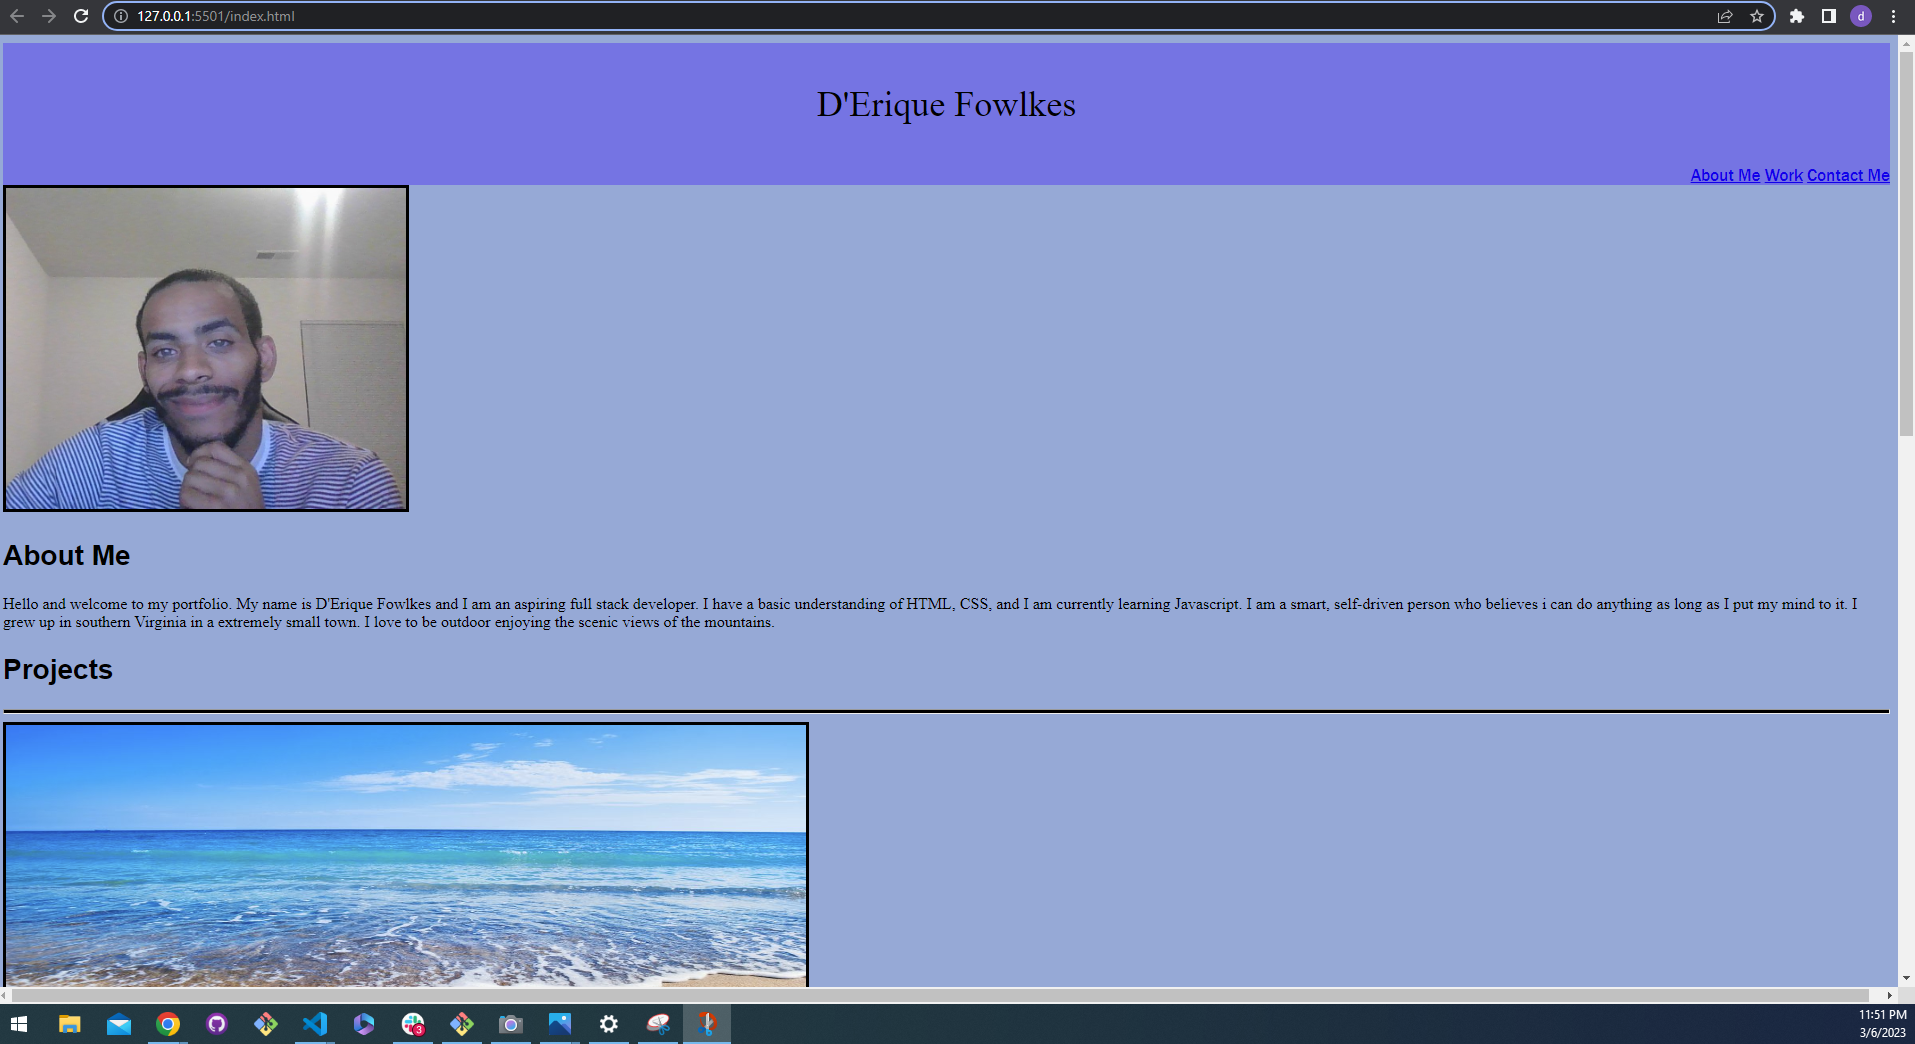 127.0.0.1:5501/index.html
d
D'Erique Fowlkes
About Me Work Contact Me
About Me
Hello and welcome to my portfolio. My name is D'Erique Fowlkes and I am an aspiring full stack developer. I have a basic understanding of HTML, CSS, and I am currently learning Javascript. I am a smart, self-driven person who believes i can do anything as long as I put my mind to it. I
grew up in southern Virginia in a extremely small town. I love to be outdoor enjoying the scenic views of the mountains.
Projects
3
11:51 PM
3/6/2023